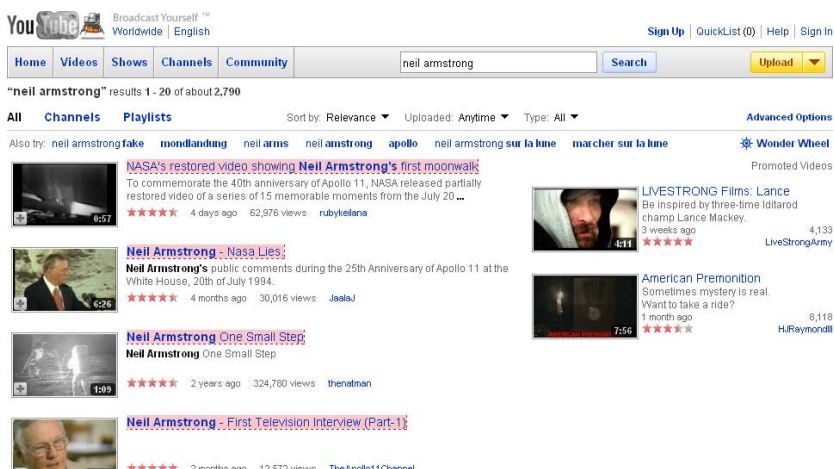 YouTube
Broadcast Yourself ™
Worldwide | English
Sign Up | QuickList (0) | Help | Sign In
Home Videos Shows Channels Community
neil armstrong Search Upload
“neil armstrong” results 1 - 20 of about 2,790
All Channels Playlists Sort by: Relevance Uploaded: Anytime Type: All Advanced Options
Also try: neil armstrong fake mondlandung neil arms neil amstrong apollo neil armstrong sur la lune marcher sur la lune Wonder Wheel
NASA's restored video showing Neil Armstrong's first moonwalk
To commemorate the 40th anniversary of Apollo 11, NASA released partially
restored video of a series of 15 memorable moments from the July 20 ...
0:57
4 days ago 62,976 views rubykeilana
Neil Armstrong - Nasa Lies
Neil Armstrong's public comments during the 25th Anniversary of Apollo 11 at the
White House, 20th of July 1994.
6:26
4 months ago 30,016 views JaalaJ
Neil Armstrong One Small Step
Neil Armstrong One Small Step
1:09
2 years ago 324,780 views thenatman
Neil Armstrong - First Television Interview (Part-1)
2 months ago 12,572 views TheApollo11Channel
Promoted Videos
LIVESTRONG Films: Lance
Be inspired by three-time Iditarod
champ Lance Mackey.
3 weeks ago 4,133
4:11
LiveStrongArmy
American Premonition
Sometimes mystery is real.
Want to take a ride?
1 month ago 8,118
AMERICAN PREMONITION
7:56
HJRaymondII